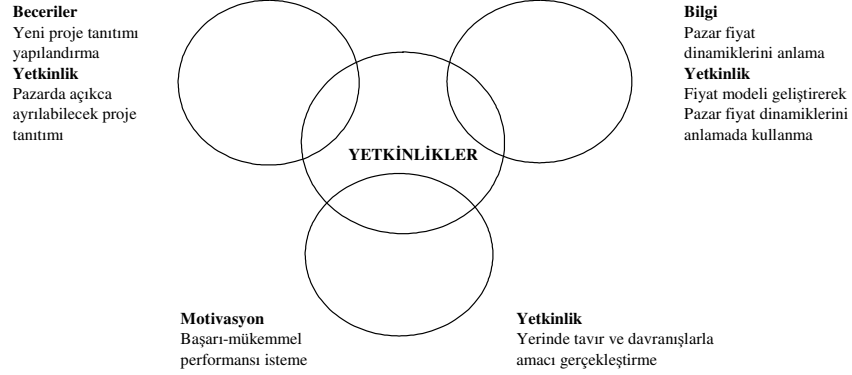 Beceriler
Yeni proje tanıtımı
yapılandırma
Yetkinlik
Pazarda açıkca
ayrılabilecek proje
tanıtımı
Bilgi
Pazar fiyat
dinamiklerini anlama
Yetkinlik
Fiyat modeli geliştirerek
Pazar fiyat dinamiklerini
anlamada kullanma
YETKİNLİKLER
Motivasyon
Başarı-mükemmel
performansı isteme
Yetkinlik
Yerinde tavır ve davranışlarla
amacı gerçekleştirme